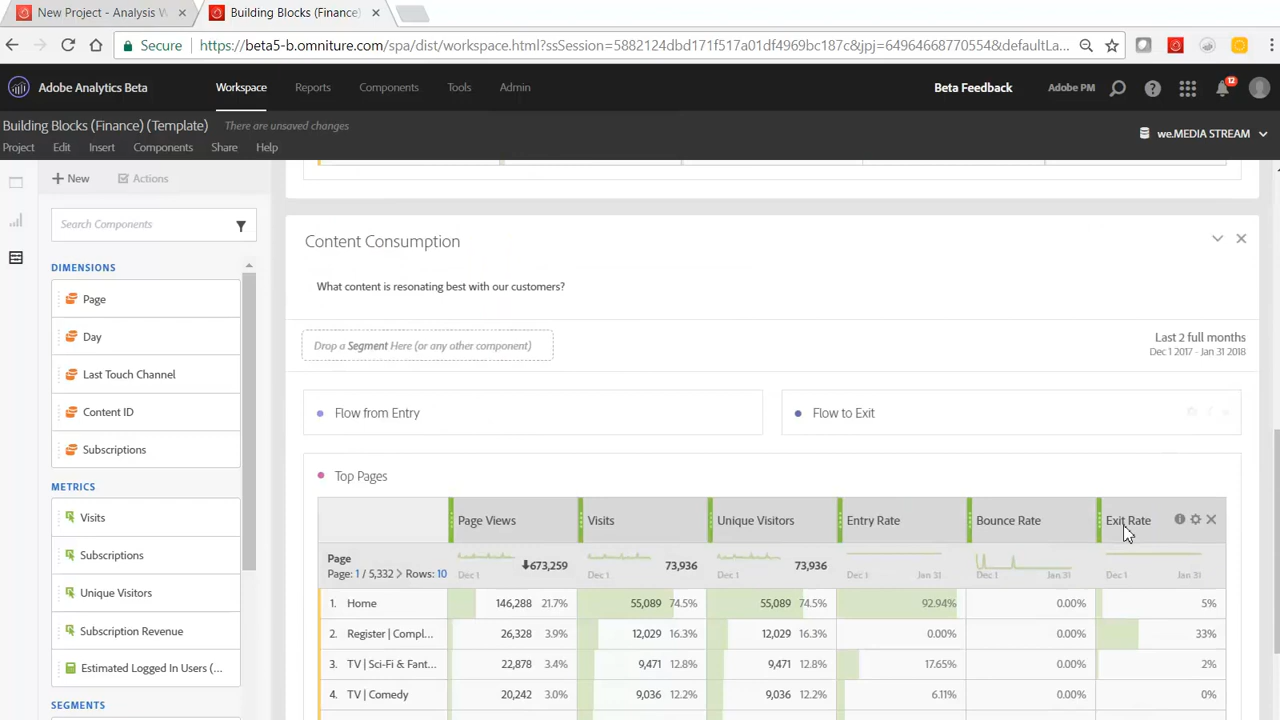 New Project - Analysis W
Building Blocks (Finance)
Secure
https://beta5-b.omniture.com/spa/dist/workspace.html?ssSession=5882124dbd171f517a01df4969bc187c&jpj=64964668770554&defaultLa...
Adobe Analytics Beta
Workspace
Reports
Components
Tools
Admin
Beta Feedback
Adobe PM
12
Building Blocks (Finance) (Template)
There are unsaved changes
we.MEDIA STREAM
Project
Edit
Insert
Components
Share
Help
New
Actions
Search Components
DIMENSIONS
Page
Day
Last Touch Channel
Content ID
Subscriptions
METRICS
Visits
Subscriptions
Unique Visitors
Subscription Revenue
Estimated Logged In Users (...
SEGMENTS
Content Consumption
What content is resonating best with our customers?
Drop a Segment Here (or any other component)
Last 2 full months
Dec 1 2017 - Jan 31 2018
Flow from Entry
Flow to Exit
Top Pages
Page Views
Visits
Unique Visitors
Entry Rate
Bounce Rate
Exit Rate
Page
Page: 1 / 5,332 > Rows: 10
Dec 1
673,259
Dec 1
73,936
Dec 1
73,936
Dec 1 Jan 31
Dec 1 Jan 31
Dec 1 Jan 31
1. Home 146,288 21.7% 55,089 74.5% 55,089 74.5% 92.94% 0.00% 5%
2. Register | Compl... 26,328 3.9% 12,029 16.3% 12,029 16.3% 0.00% 0.00% 33%
3. TV | Sci-Fi & Fant... 22,878 3.4% 9,471 12.8% 9,471 12.8% 17.65% 0.00% 2%
4. TV | Comedy 20,242 3.0% 9,036 12.2% 9,036 12.2% 6.11% 0.00% 0%